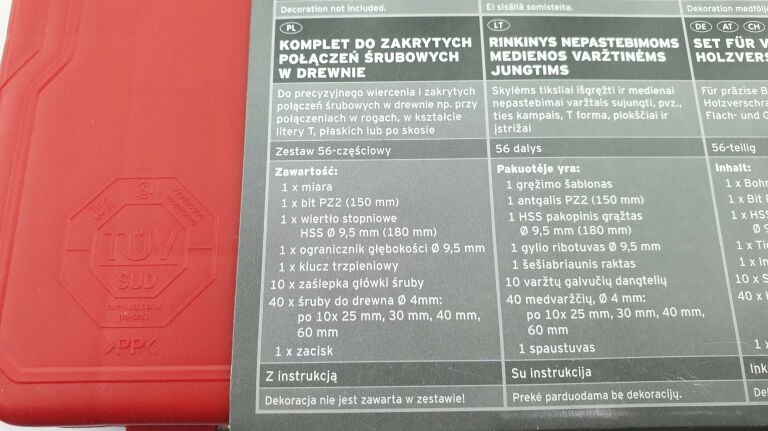 Decoration not included.
Ei sisällä somisteita.
Dekoration medfölj
PL
KOMPLET DO ZAKRYTYCH
POŁĄCZEŃ ŚRUBOWYCH
W DREWNIE
Do precyzyjnego wiercenia i zakrytych
połączeń śrubowych w drewnie np. przy
połączeniach w rogach, w kształcie
litery T, płaskich lub po skosie
Zestaw 56-częściowy
Zawartość:
1 x miara
1 x bit PZ2 (150 mm)
1 x wiertło stopniowe
HSS Ø 9,5 mm (180 mm)
1 x ogranicznik głębokości Ø 9,5 mm
1 x klucz trzpieniowy
10 x zaślepka główki śruby
40 x śruby do drewna Ø 4mm:
po 10x 25 mm, 30 mm, 40 mm,
60 mm
1 x zacisk
Z instrukcją
Dekoracja nie jest zawarta w zestawie!
LT
RINKINYS NEPASTEBIMOMS
MEDIENOS VARŽTINĖMS
JUNGTIMS
Skylėms tiksliai išgręžti ir medienai
nepastebimai varžtais sujungti, pvz.,
ties kampais, T forma, plokščiai ir
įstrižai
56 dalys
Pakuotėje yra:
1 gręžimo šablonas
1 antgalis PZ2 (150 mm)
1 HSS pakopinis grąžtas
Ø 9,5 mm (180 mm)
1 gylio ribotuvas Ø 9,5 mm
1 šešiabriaunis raktas
10 varžtų galvučių dangtelių
40 medvaržčių, Ø 4 mm:
po 10x 25 mm, 30 mm, 40 mm,
60 mm
1 spaustuvas
Su instrukcija
Prekė parduodama be dekoracijų.
DE AT CH
SET FÜR V
HOLZVERS
Für präzise B
Holzverschra
Flach- und G
56-teilig
Inhalt:
1 x Bohr
1 x Bit
1 x HSS
Ø 9
1 x Tie
1 x In
10 x S
40 x
1 x
Ink
De
TÜV
SÜD
>PP<